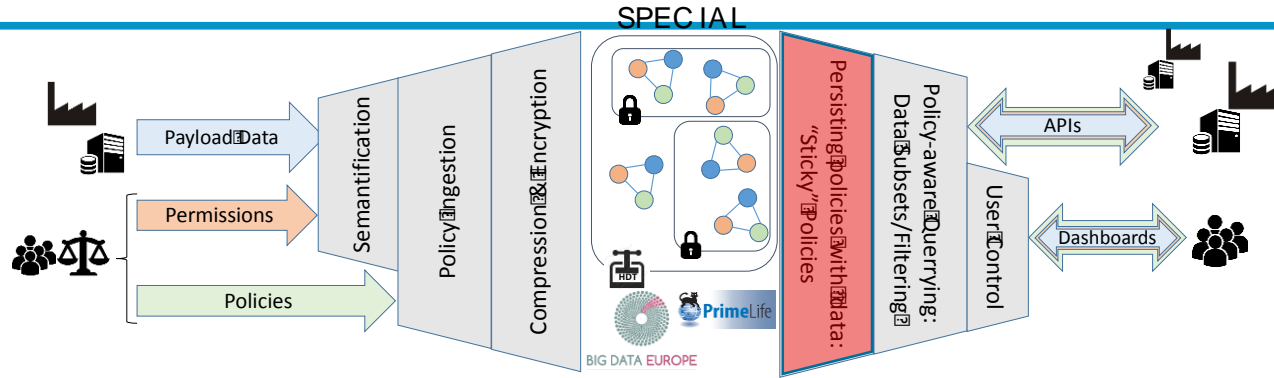 SPECIAL
Payload Data
Permissions
Policies
Semantification
Policy Ingestion
Compression & Encryption
HDT
BIG DATA EUROPE
PrimeLife
Persisting policies with data:
“Sticky” Policies
Policy-aware Querrying:
Data Subsets/Filtering
User Control
APIs
Dashboards